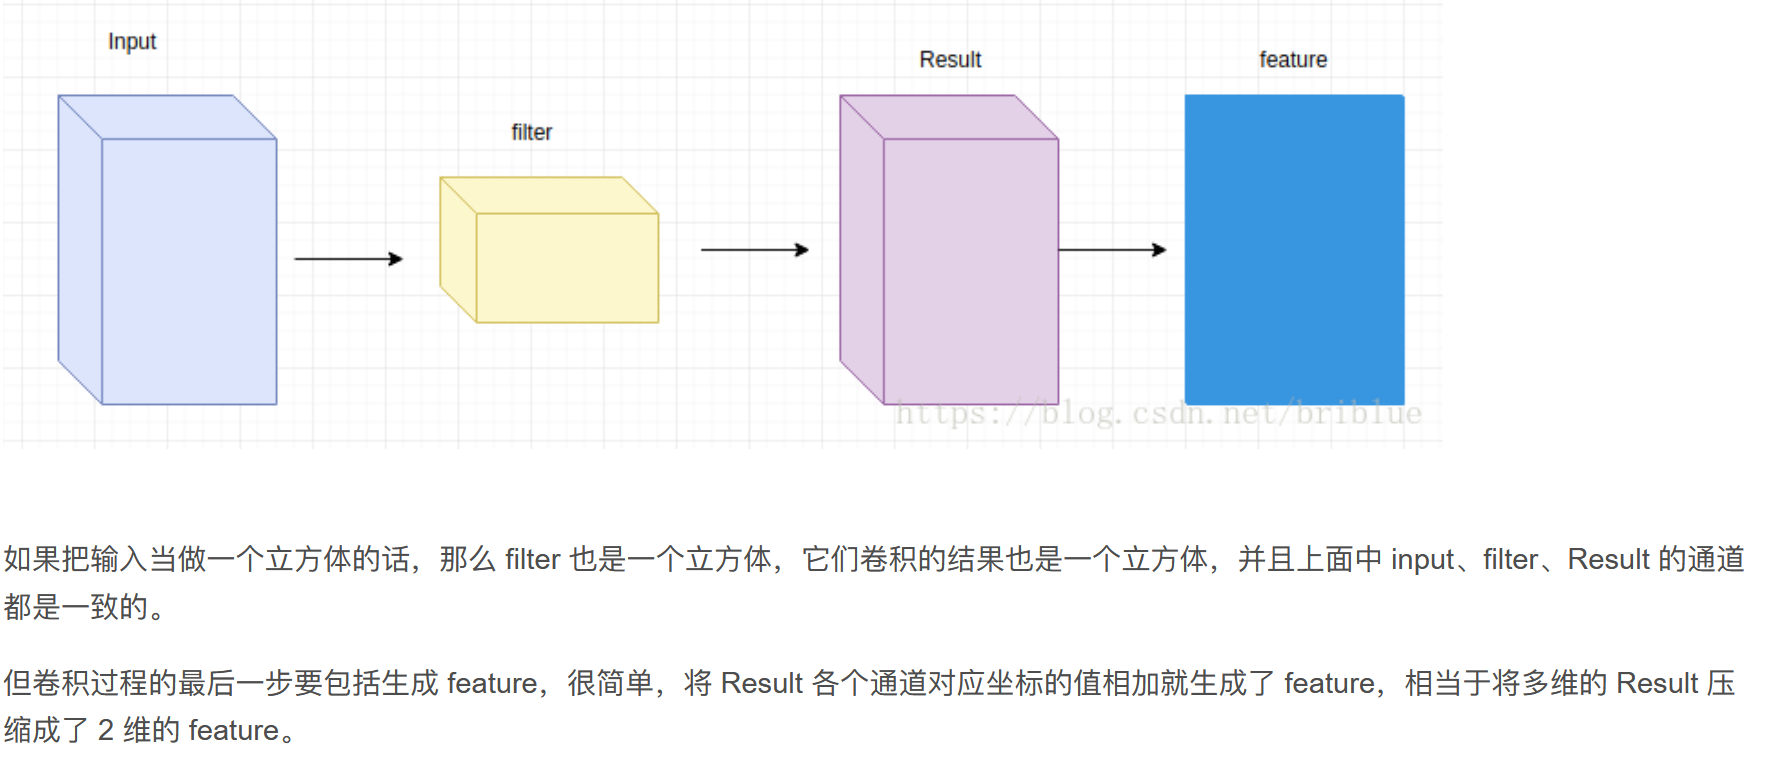 Input
Result
feature
filter
https://blog.csdn.net/briblue
如果把输入当做一个立方体的话，那么 filter 也是一个立方体，它们卷积的结果也是一个立方体，并且上面中 input、filter、Result 的通道
都是一致的。
但卷积过程的最后一步要包括生成 feature，很简单，将 Result 各个通道对应坐标的值相加就生成了 feature，相当于将多维的 Result 压
缩成了 2 维的 feature。